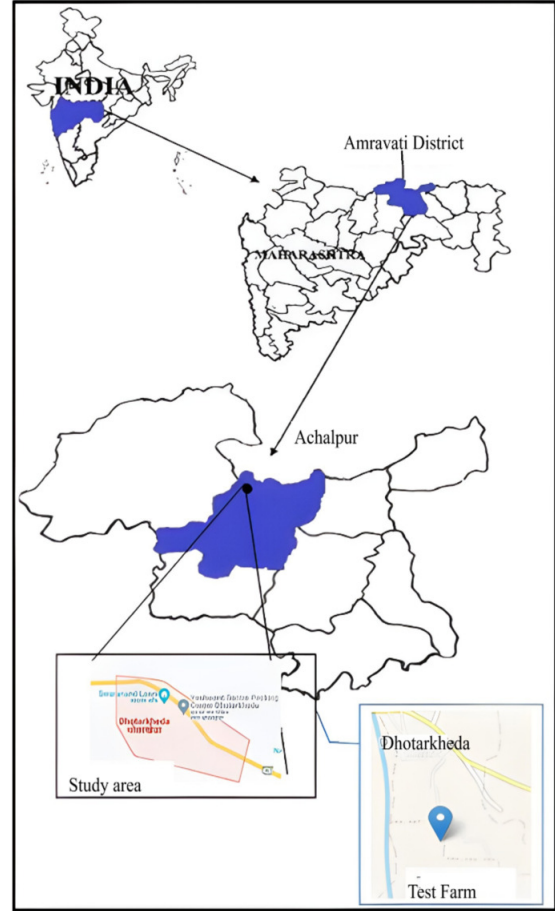 INDIA
Amravati District
MAHARASHTRA
Achalpur
Dhotarkheda
Study area
Dhotarkheda
Test Farm